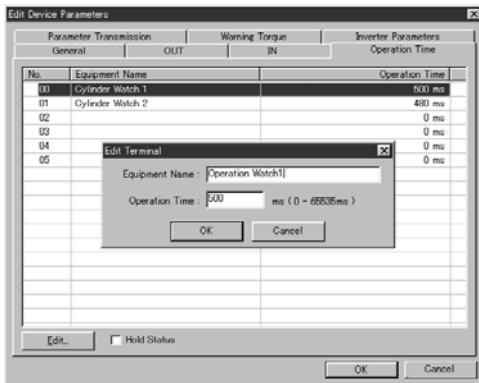 Edit Device Parameters
Parameter Transmission Warning Torque Inverter Parameters
General OUT IN Operation Time
No. Equipment Name Operation Time
00 Cylinder Watch 1 500 ms
01 Cylinder Watch 2 480 ms
02 0 ms
03 0 ms
04 0 ms
05 0 ms
Edit Terminal
Equipment Name : Operation Watch1
Operation Time : 500 ms ( 0 - 65535ms )
OK Cancel
Edit... Hold Status
OK Cancel